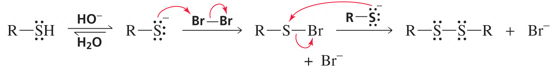 R—SH HO⁻ H₂O R—S:⁻ Br—Br R—S—Br R—S:⁻ R—S—S—R + Br⁻
+ Br⁻